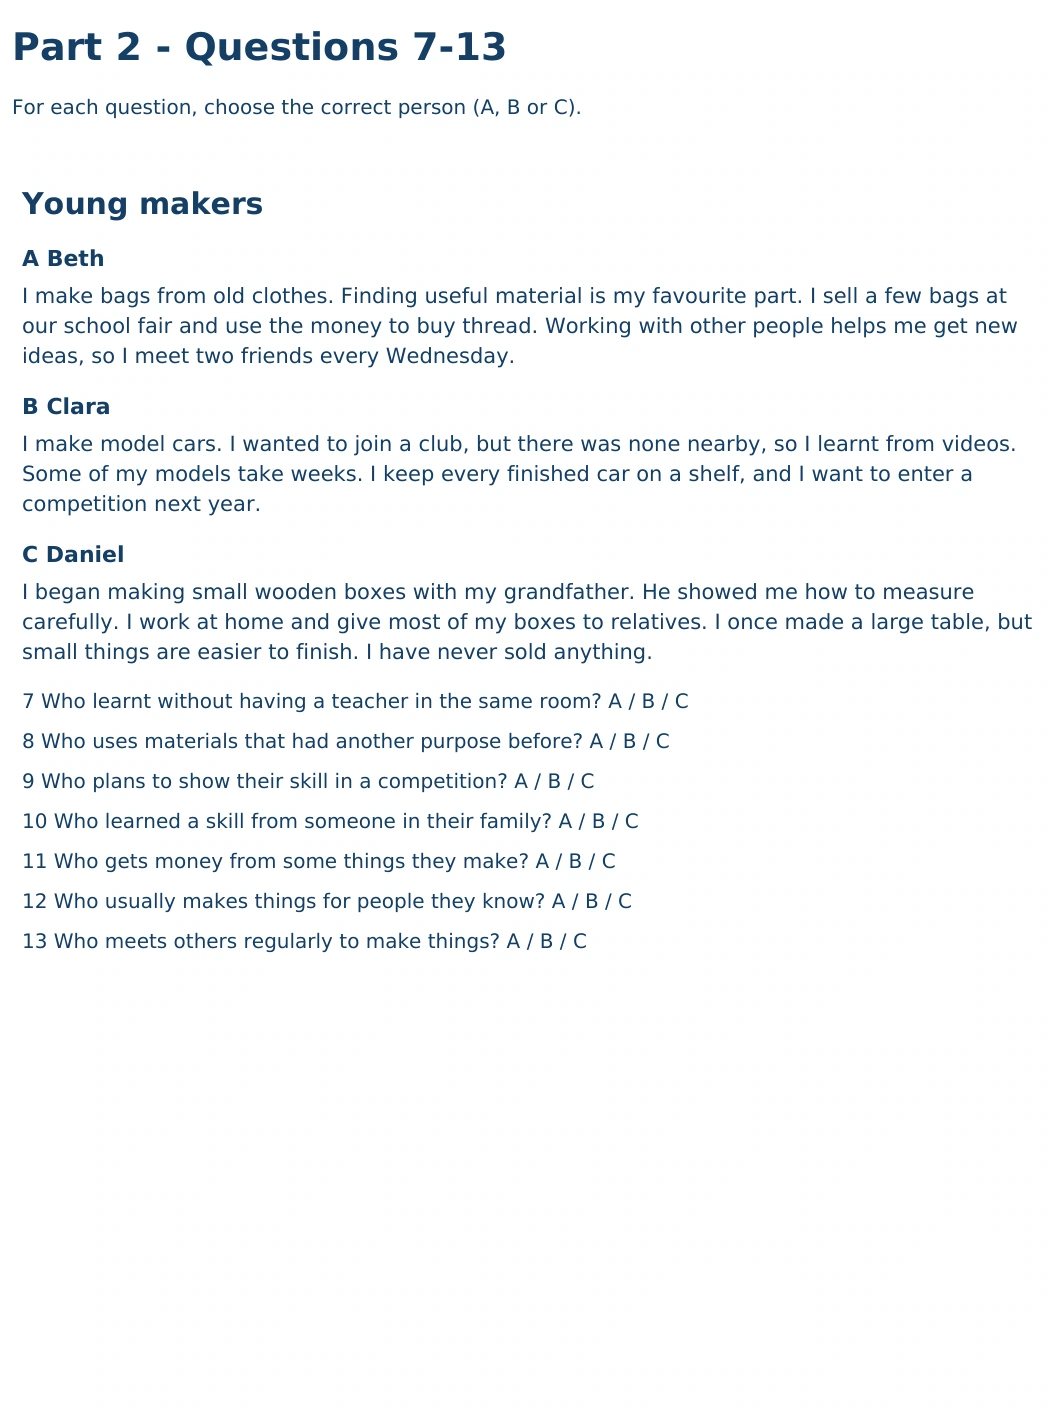 Part 2 - Questions 7-13
For each question, choose the correct person (A, B or C).
Young makers
A Beth
I make bags from old clothes. Finding useful material is my favourite part. I sell a few bags at
our school fair and use the money to buy thread. Working with other people helps me get new
ideas, so I meet two friends every Wednesday.
B Clara
I make model cars. I wanted to join a club, but there was none nearby, so I learnt from videos.
Some of my models take weeks. I keep every finished car on a shelf, and I want to enter a
competition next year.
C Daniel
I began making small wooden boxes with my grandfather. He showed me how to measure
carefully. I work at home and give most of my boxes to relatives. I once made a large table, but
small things are easier to finish. I have never sold anything.
7 Who learnt without having a teacher in the same room? A / B / C
8 Who uses materials that had another purpose before? A / B / C
9 Who plans to show their skill in a competition? A / B / C
10 Who learned a skill from someone in their family? A / B / C
11 Who gets money from some things they make? A / B / C
12 Who usually makes things for people they know? A / B / C
13 Who meets others regularly to make things? A / B / C